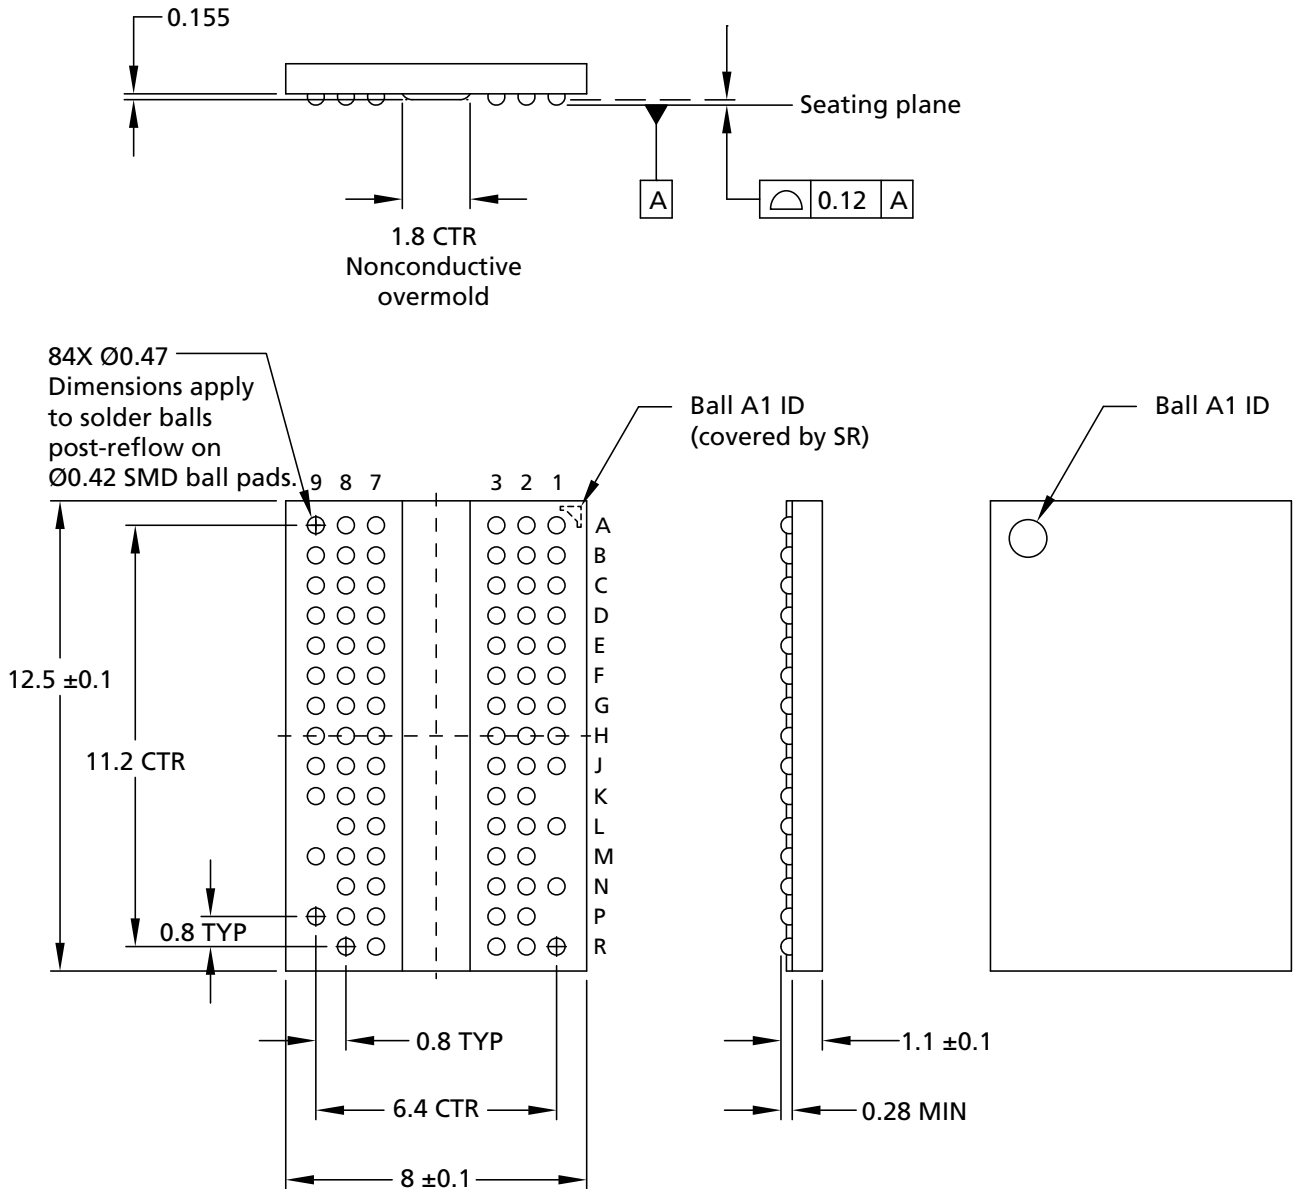 0.155
Seating plane
A
0.12 A
1.8 CTR
Nonconductive
overmold
84X Ø0.47
Dimensions apply
to solder balls
post-reflow on
Ø0.42 SMD ball pads.
Ball A1 ID
(covered by SR)
Ball A1 ID
9 8 7 3 2 1
A
B
C
D
E
F
G
H
J
K
L
M
N
P
R
12.5 ±0.1
11.2 CTR
0.8 TYP
0.8 TYP
1.1 ±0.1
6.4 CTR
0.28 MIN
8 ±0.1